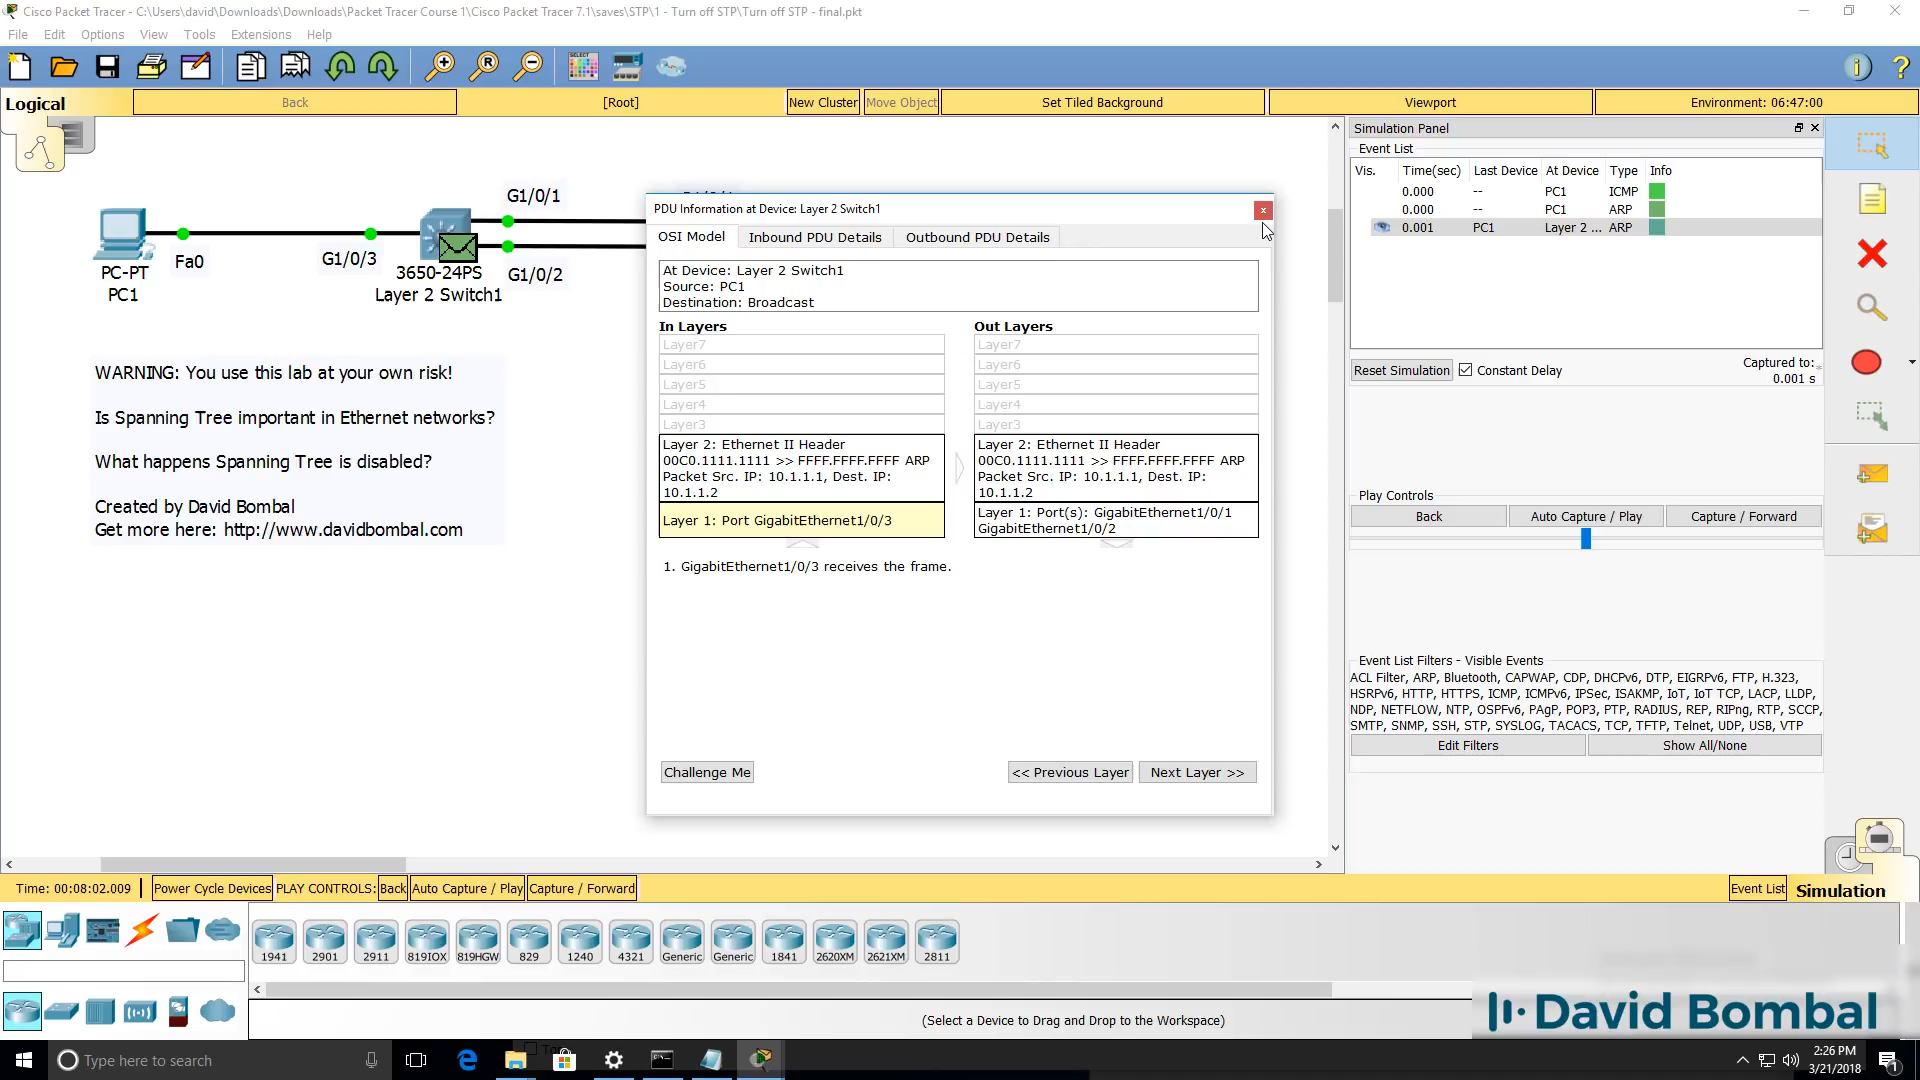 Cisco Packet Tracer - C:\Users\david\Downloads\Downloads\Packet Tracer Course 1\Cisco Packet Tracer 7.1\saves\STP\1 - Turn off STP\Turn off STP - final.pkt
File Edit Options View Tools Extensions Help
Logical Back [Root] New Cluster Move Object Set Tiled Background Viewport Environment: 06:47:00
G1/0/1
Fa0
G1/0/3
G1/0/2
PC-PT
PC1
3650-24PS
Layer 2 Switch1
WARNING: You use this lab at your own risk!
Is Spanning Tree important in Ethernet networks?
What happens Spanning Tree is disabled?
Created by David Bombal
Get more here: http://www.davidbombal.com
PDU Information at Device: Layer 2 Switch1
OSI Model Inbound PDU Details Outbound PDU Details
At Device: Layer 2 Switch1
Source: PC1
Destination: Broadcast
In Layers
Layer7
Layer6
Layer5
Layer4
Layer3
Layer 2: Ethernet II Header
00C0.1111.1111 >> FFFF.FFFF.FFFF ARP
Packet Src. IP: 10.1.1.1, Dest. IP:
10.1.1.2
Layer 1: Port GigabitEthernet1/0/3
Out Layers
Layer7
Layer6
Layer5
Layer4
Layer3
Layer 2: Ethernet II Header
00C0.1111.1111 >> FFFF.FFFF.FFFF ARP
Packet Src. IP: 10.1.1.1, Dest. IP:
10.1.1.2
Layer 1: Port(s): GigabitEthernet1/0/1
GigabitEthernet1/0/2
1. GigabitEthernet1/0/3 receives the frame.
Challenge Me << Previous Layer Next Layer >>
Simulation Panel
Event List
Vis. Time(sec) Last Device At Device Type Info
0.000 -- PC1 ICMP
0.000 -- PC1 ARP
0.001 PC1 Layer 2 ... ARP
Reset Simulation Constant Delay
Captured to:
0.001 s
Play Controls
Back Auto Capture / Play Capture / Forward
Event List Filters - Visible Events
ACL Filter, ARP, Bluetooth, CAPWAP, CDP, DHCPv6, DTP, EIGRPv6, FTP, H.323,
HSRPv6, HTTP, HTTPS, ICMP, ICMPv6, IPSec, ISAKMP, IoT, IoT TCP, LACP, LLDP,
NDP, NETFLOW, NTP, OSPFv6, PAgP, POP3, PTP, RADIUS, REP, RIPng, RTP, SCCP,
SMTP, SNMP, SSH, STP, SYSLOG, TACACS, TCP, TFTP, Telnet, UDP, USB, VTP
Edit Filters Show All/None
Time: 00:08:02.009 Power Cycle Devices PLAY CONTROLS: Back Auto Capture / Play Capture / Forward Event List Simulation
1941 2901 2911 819IOX 819HGW 829 1240 4321 Generic Generic 1841 2620XM 2621XM 2811
(Select a Device to Drag and Drop to the Workspace)
David Bombal
Type here to search
2:26 PM
3/21/2018
1